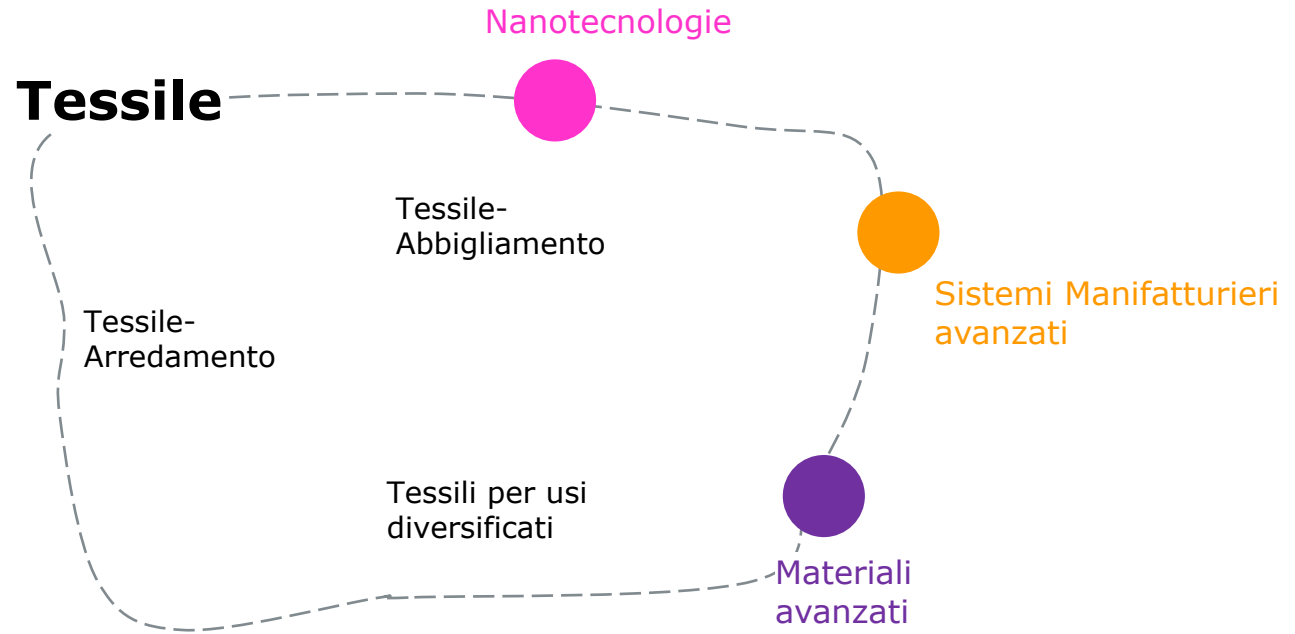 Nanotecnologie
Tessile
Tessile-
Abbigliamento
Sistemi Manifatturieri
avanzati
Tessile-
Arredamento
Tessili per usi
diversificati
Materiali
avanzati